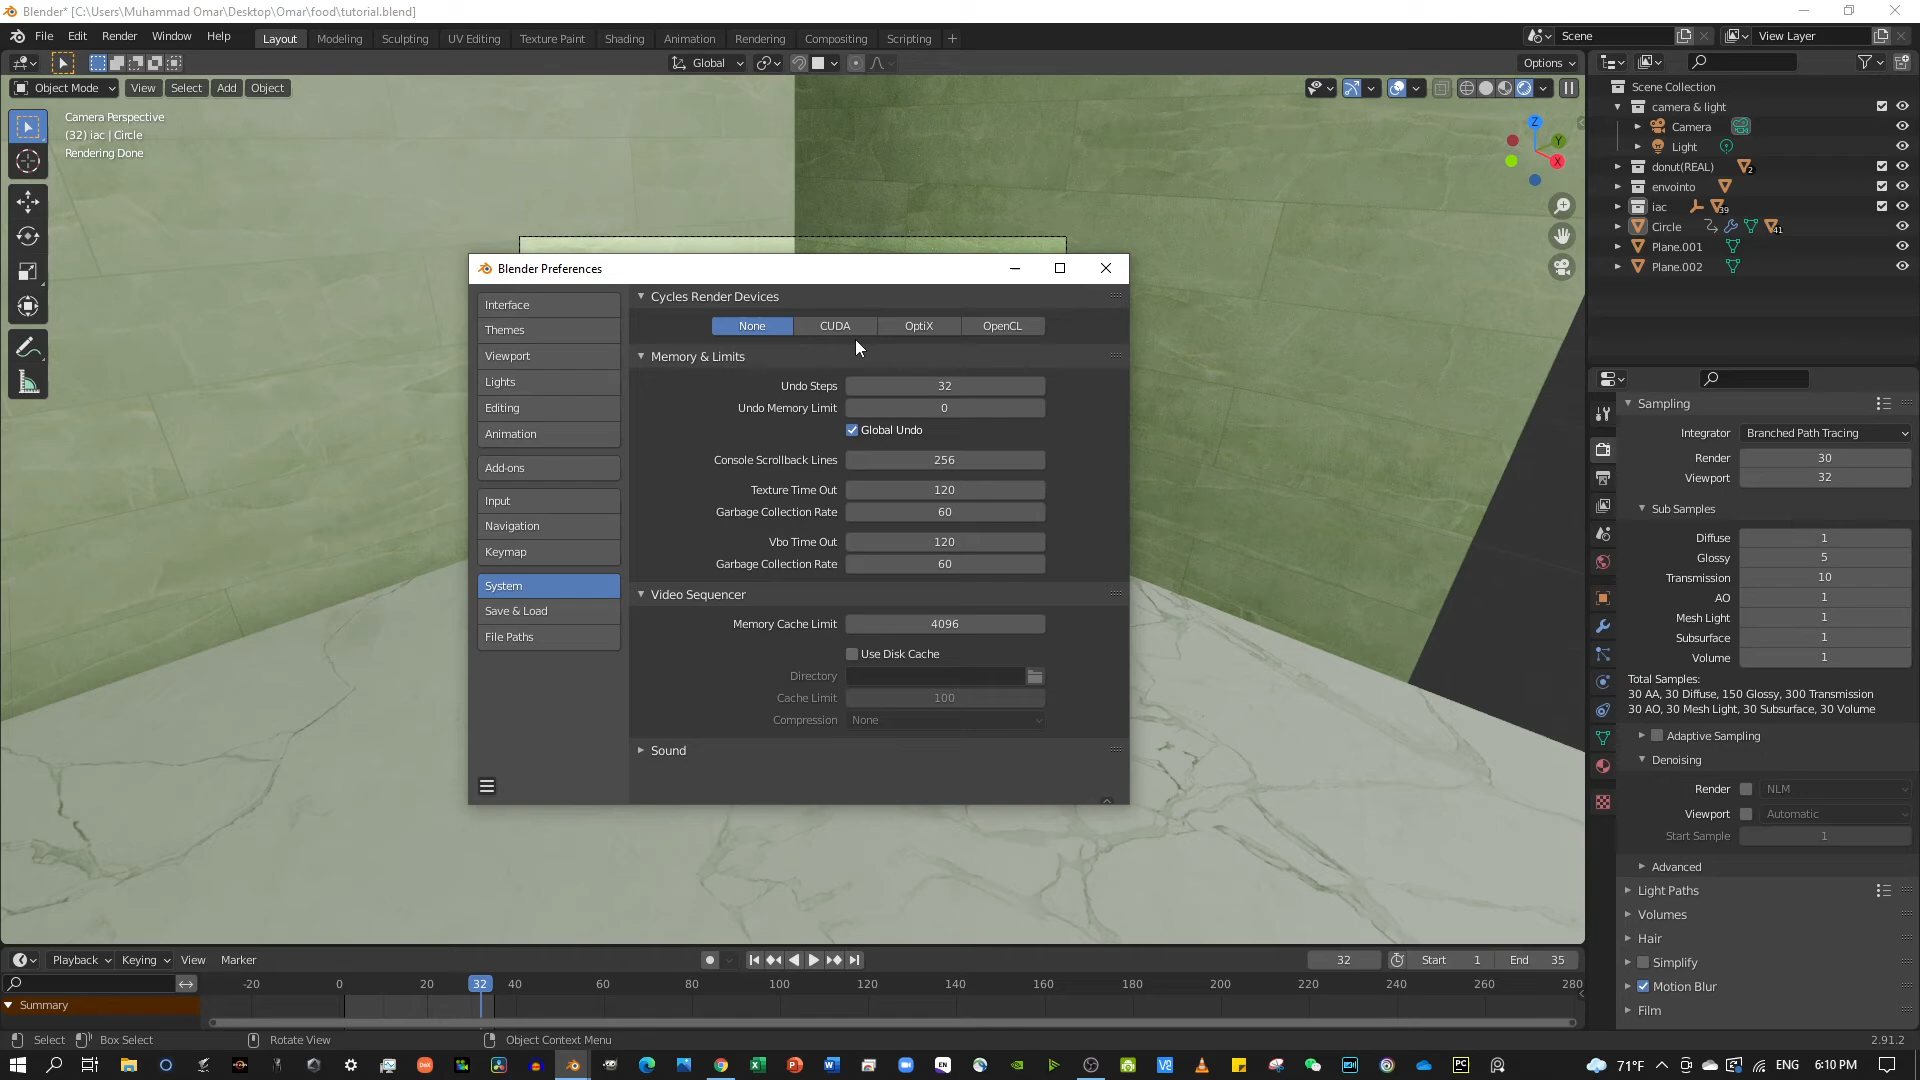 Blender* [C:\Users\Muhammad Omar\Desktop\Omar\food\tutorial.blend]
File Edit Render Window Help Layout Modeling Sculpting UV Editing Texture Paint Shading Animation Rendering Compositing Scripting Scene View Layer
Global Options
Object Mode View Select Add Object
Camera Perspective
(32) iac | Circle
Rendering Done
Z
Y
X
Scene Collection
camera & light
Camera
Light
donut(REAL) 2
envointo
iac 39
Circle 41
Plane.001
Plane.002
Blender Preferences
Interface
Themes
Viewport
Lights
Editing
Animation
Add-ons
Input
Navigation
Keymap
System
Save & Load
File Paths
Cycles Render Devices
None CUDA OptiX OpenCL
Memory & Limits
Undo Steps 32
Undo Memory Limit 0
Global Undo
Console Scrollback Lines 256
Texture Time Out 120
Garbage Collection Rate 60
Vbo Time Out 120
Garbage Collection Rate 60
Video Sequencer
Memory Cache Limit 4096
Use Disk Cache
Directory
Cache Limit 100
Compression None
Sound
Sampling
Integrator Branched Path Tracing
Render 30
Viewport 32
Sub Samples
Diffuse 1
Glossy 5
Transmission 10
AO 1
Mesh Light 1
Subsurface 1
Volume 1
Total Samples:
30 AA, 30 Diffuse, 150 Glossy, 300 Transmission
30 AO, 30 Mesh Light, 30 Subsurface, 30 Volume
Adaptive Sampling
Denoising
Render NLM
Viewport Automatic
Start Sample 1
Advanced
Light Paths
Volumes
Hair
Simplify
Motion Blur
Film
Playback Keying View Marker 32 Start 1 End 35
-20 0 20 32 40 60 80 100 120 140 160 180 200 220 240 260 280
Summary
Select Box Select Rotate View Object Context Menu 2.91.2
71°F ENG 6:10 PM